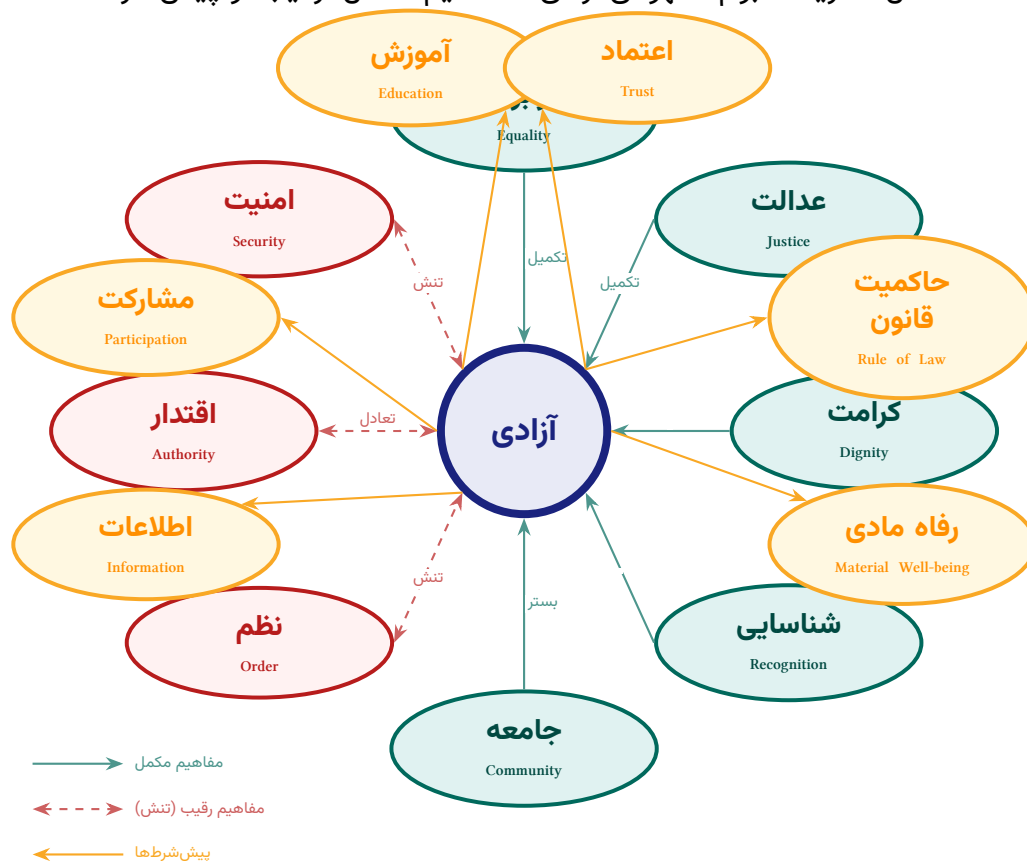 آموزش
Education
اعتماد
Trust
Equality
امنیت
Security
عدالت
Justice
تکمیل
تکمیل
تنش
مشارکت
Participation
حاکمیت
قانون
Rule of Law
اقتدار
Authority
تعادل
آزادی
کرامت
Dignity
اطلاعات
Information
رفاه مادی
Material Well-being
تنش
بستر
نظم
Order
شناسایی
Recognition
جامعه
Community
مفاهیم مکمل
مفاهیم رقیب (تنش)
پیش‌شرط‌ها